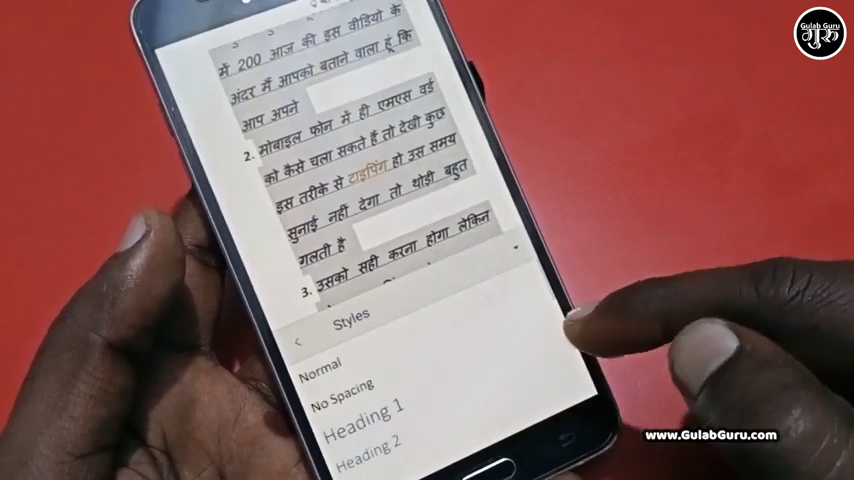 Gulab Guru
गुरु
में 200 आज की इस वीडियो के
अंदर मैं आपको बताने वाला हूं कि
आप अपने
2. मोबाइल फोन में ही एमएस वर्ड
को कैसे चला सकते हैं तो देखी कुछ
इस तरीके से टाइपिंग हो उस समय
सुनाई नहीं देगा तो थोड़ी बहुत
गलती है
3. उसको सही करना होगा लेकिन
Styles
Normal
No Spacing
Heading 1
Heading 2
www.GulabGuru.com